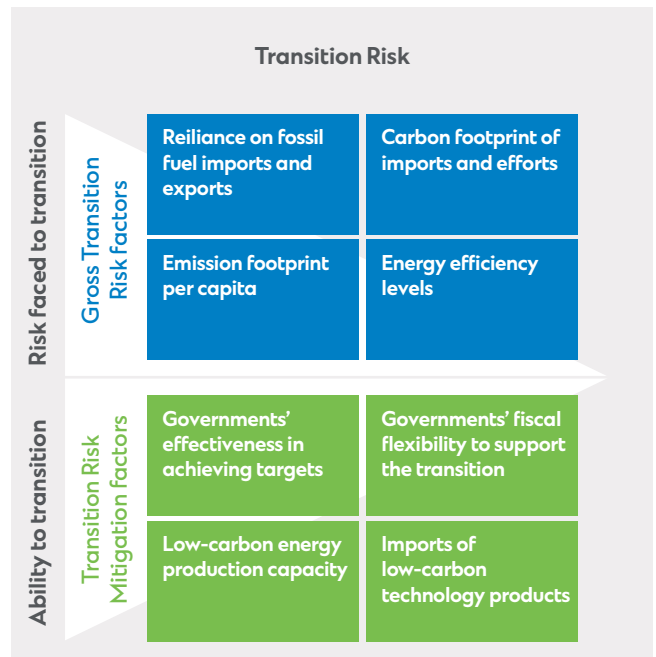 Transition Risk
Risk faced to transition
Gross Transition
Risk factors
Reiliance on fossil
fuel imports and
exports
Carbon footprint of
imports and efforts
Emission footprint
per capita
Energy efficiency
levels
Ability to transition
Transition Risk
Mitigation factors
Governments’
effectiveness in
achieving targets
Governments’ fiscal
flexibility to support
the transition
Low-carbon energy
production capacity
Imports of
low-carbon
technology products